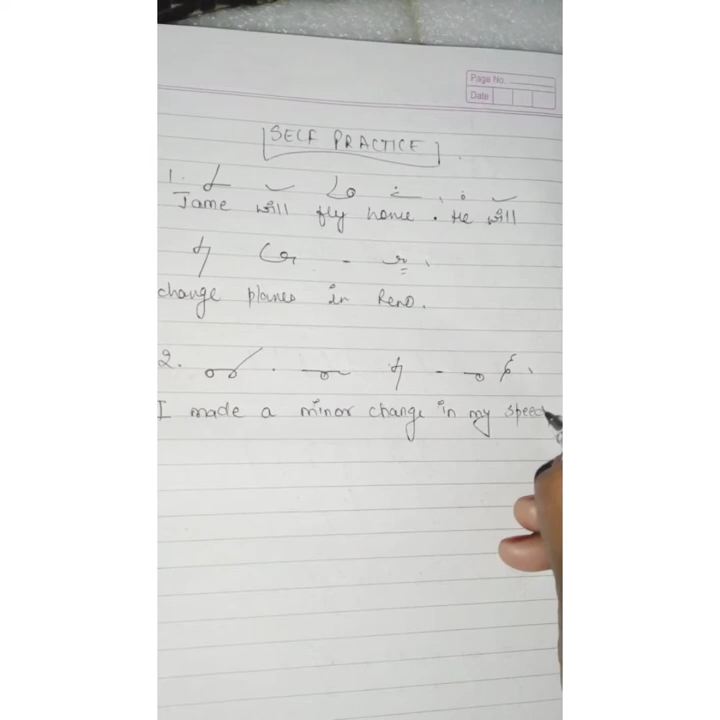 Page No.
Date
SELF PRACTICE
1.
Jame will fly home. He will
change planes in Reno.
2.
I made a minor change in my speec